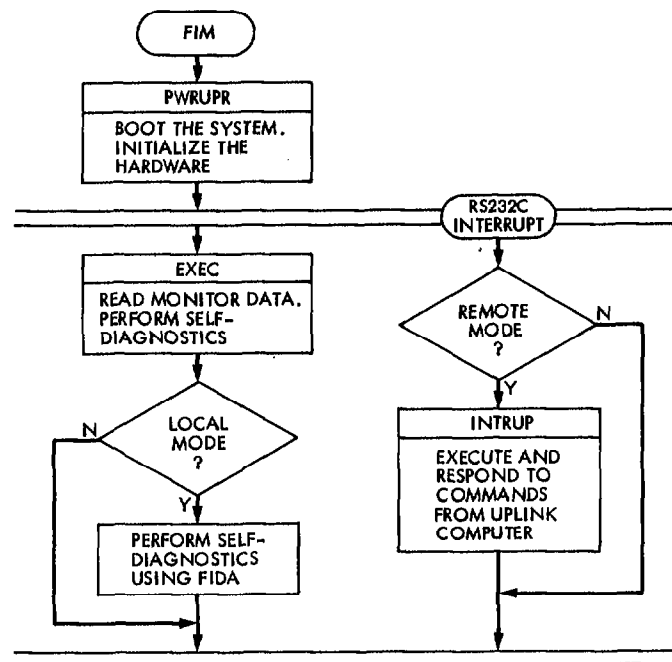 FIM
PWRUPR
BOOT THE SYSTEM.
INITIALIZE THE
HARDWARE
RS232C
INTERRUPT
EXEC
READ MONITOR DATA.
PERFORM SELF-
DIAGNOSTICS
LOCAL
MODE
?
N
Y
PERFORM SELF-
DIAGNOSTICS
USING FIDA
REMOTE
MODE
?
N
Y
INTRUP
EXECUTE AND
RESPOND TO
COMMANDS
FROM UPLINK
COMPUTER